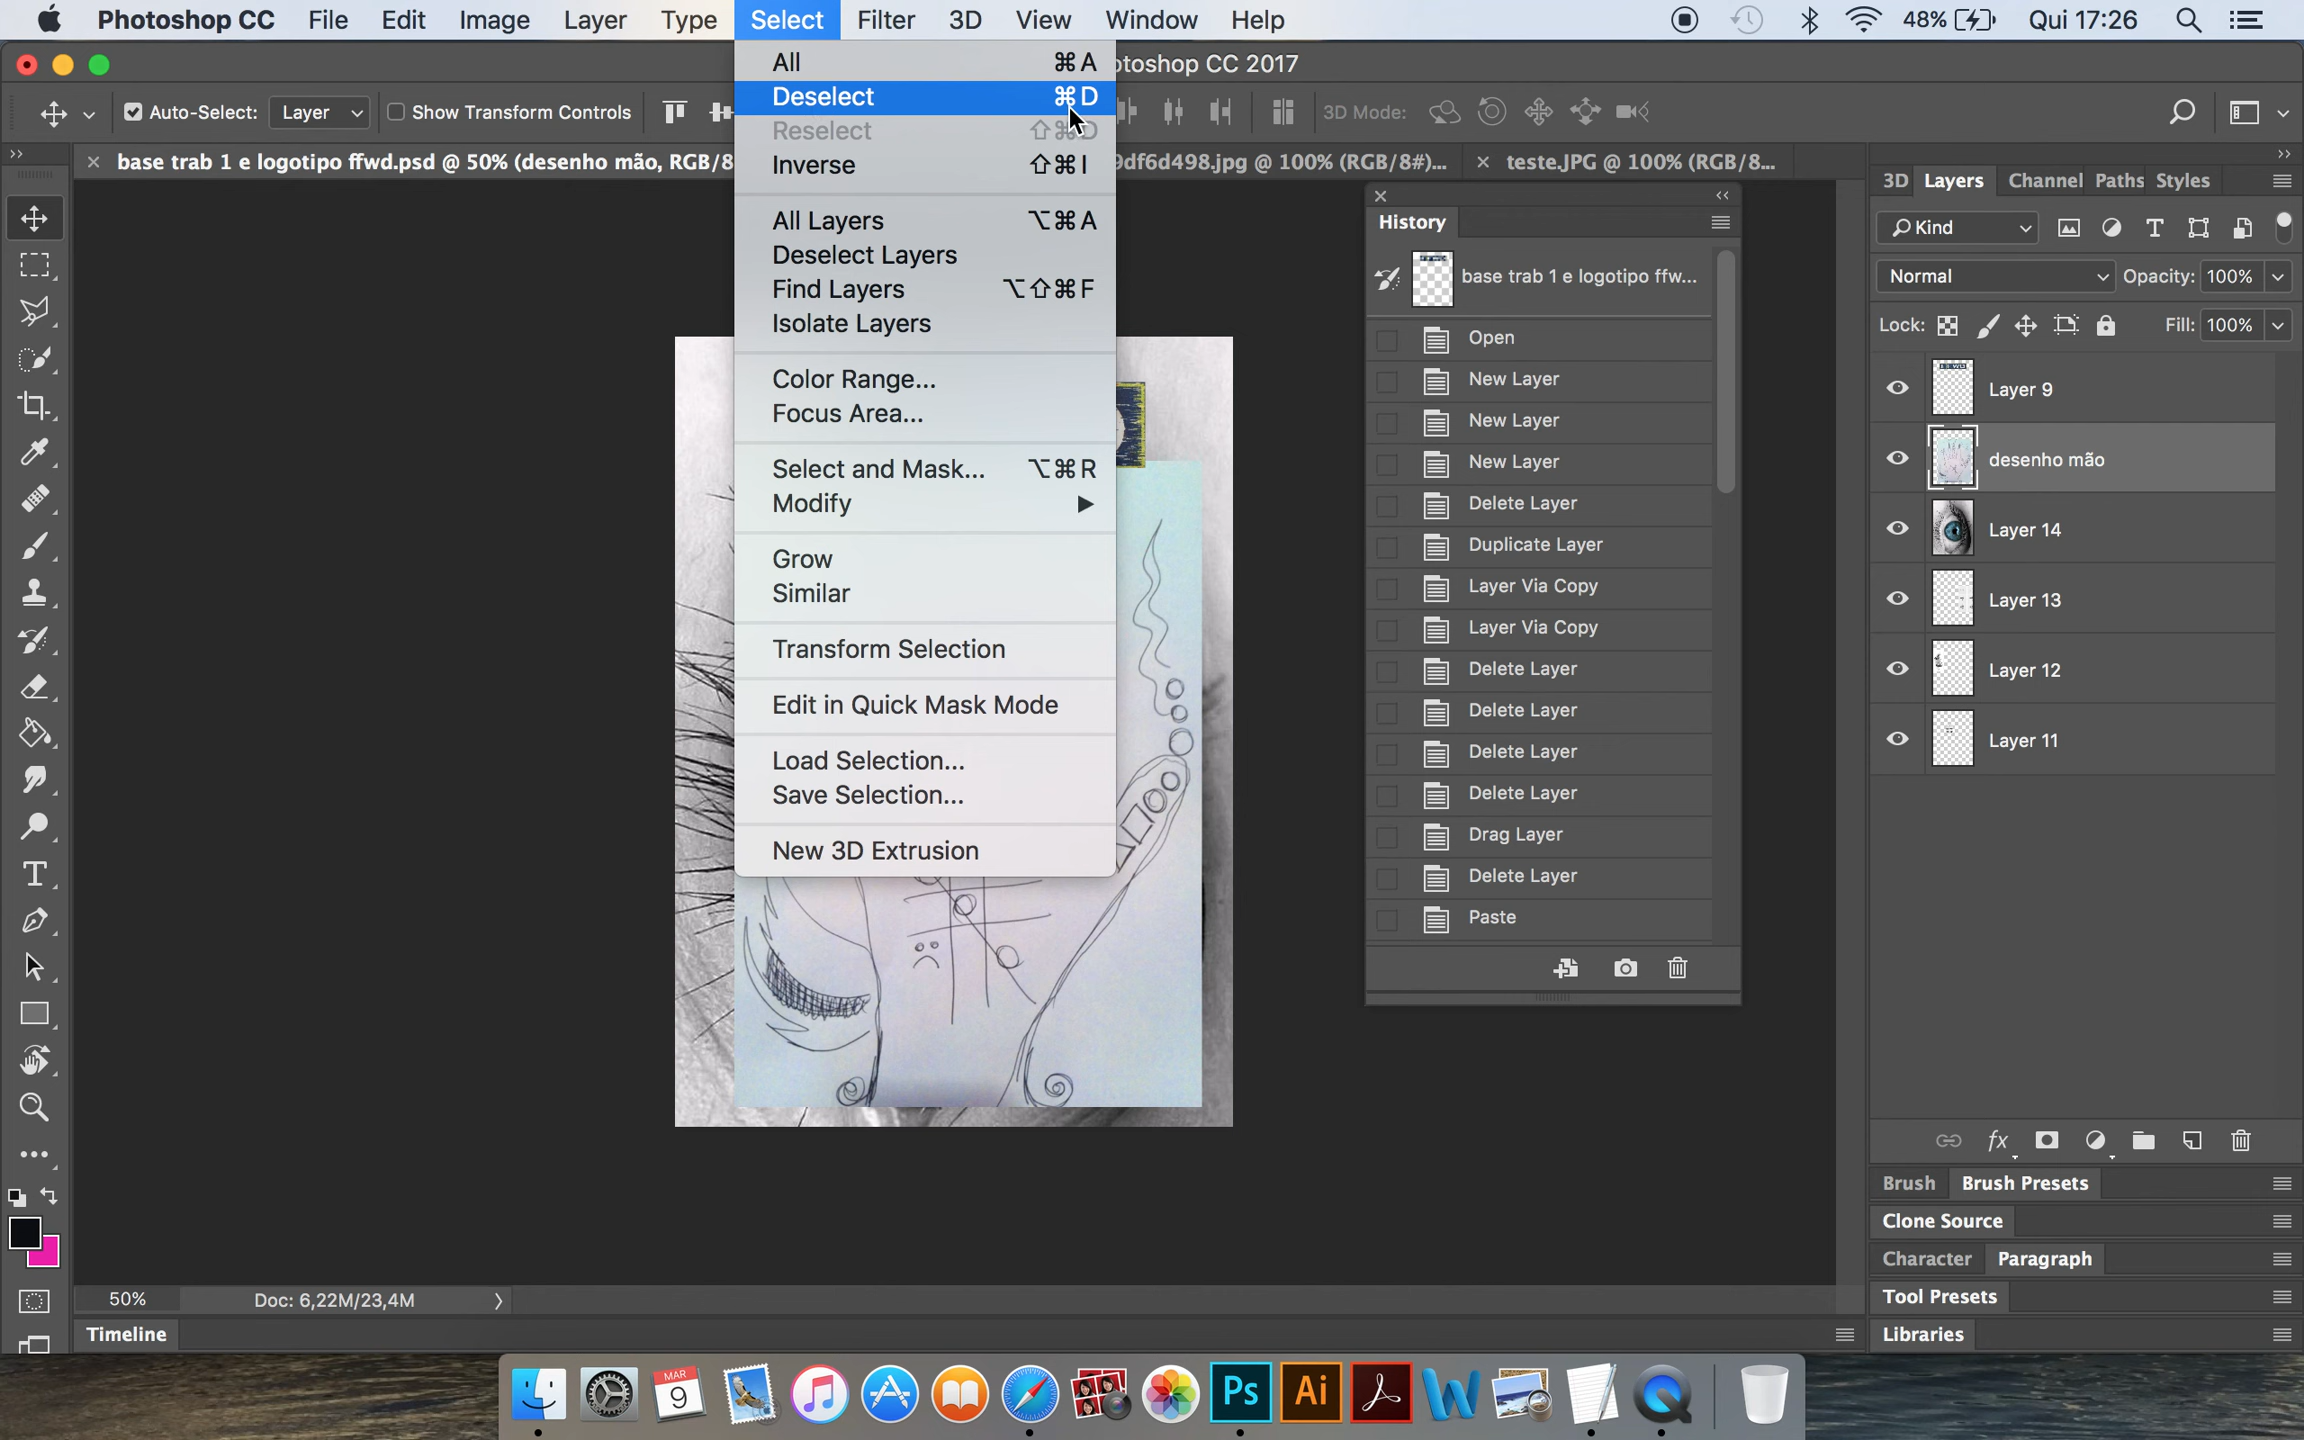 Photoshop CC File Edit Image Layer Type Select Filter 3D View Window Help 48% Qui 17:26
otoshop CC 2017
Auto-Select: Layer Show Transform Controls 3D Mode:
base trab 1 e logotipo ffwd.psd @ 50% (desenho mão, RGB/8 9df6d498.jpg @ 100% (RGB/8#)... teste.JPG @ 100% (RGB/8...
All ⌘A
Deselect ⌘D
Reselect ⇧⌘D
Inverse ⇧⌘I
All Layers ⌥⌘A
Deselect Layers
Find Layers ⌥⇧⌘F
Isolate Layers
Color Range...
Focus Area...
Select and Mask... ⌥⌘R
Modify ▶
Grow
Similar
Transform Selection
Edit in Quick Mask Mode
Load Selection...
Save Selection...
New 3D Extrusion
History
base trab 1 e logotipo ffw...
Open
New Layer
New Layer
New Layer
Delete Layer
Duplicate Layer
Layer Via Copy
Layer Via Copy
Delete Layer
Delete Layer
Delete Layer
Delete Layer
Drag Layer
Delete Layer
Paste
3D Layers Channel Paths Styles
Kind
Normal Opacity: 100%
Lock: Fill: 100%
Layer 9
desenho mão
Layer 14
Layer 13
Layer 12
Layer 11
fx
Brush Brush Presets
Clone Source
Character Paragraph
Tool Presets
Libraries
50% Doc: 6,22M/23,4M
Timeline
MAR
9
Ps
Ai
W